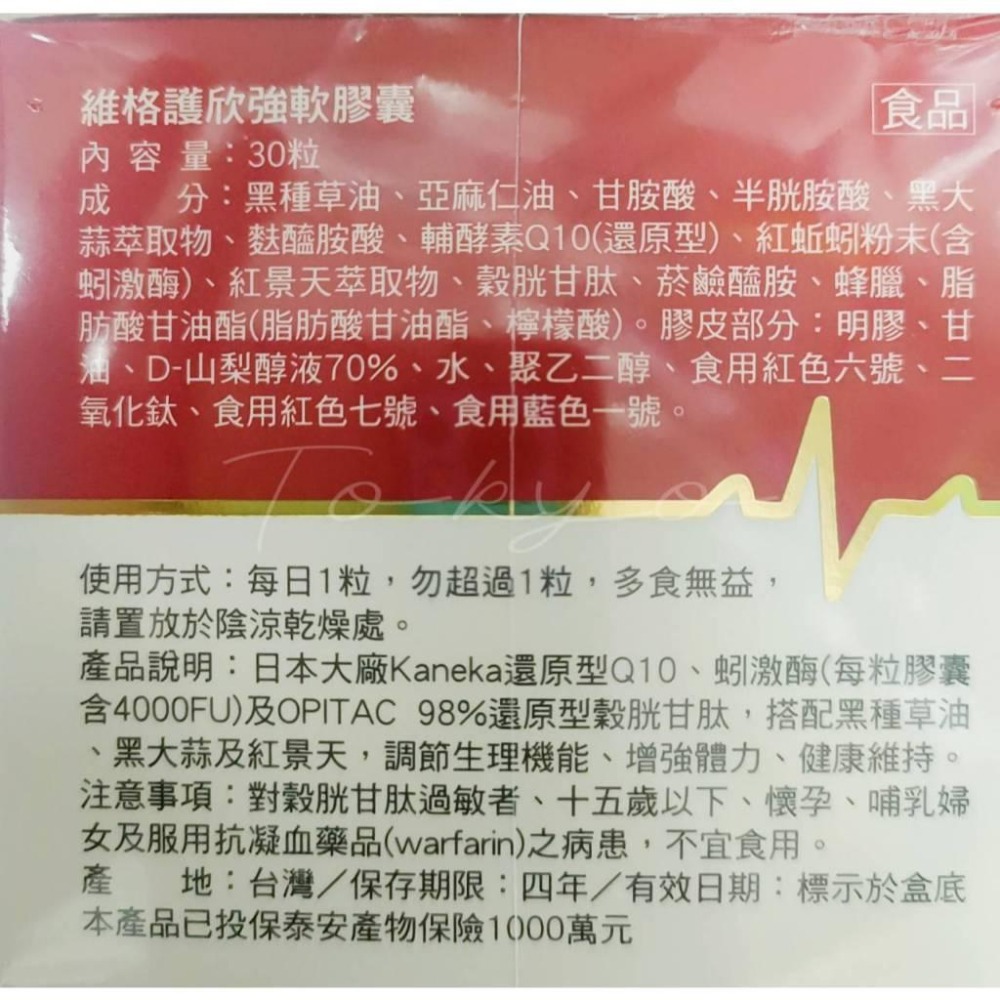 維格護欣強軟膠囊
食品
內容量：30粒
成分：黑種草油、亞麻仁油、甘胺酸、半胱胺酸、黑大
蒜萃取物、麩醯胺酸、輔酵素Q10(還原型)、紅蚯蚓粉末(含
蚓激酶)、紅景天萃取物、穀胱甘肽、菸鹼醯胺、蜂臘、脂
肪酸甘油酯(脂肪酸甘油酯、檸檬酸)。膠皮部分：明膠、甘
油、D-山梨醇液70%、水、聚乙二醇、食用紅色六號、二
氧化鈦、食用紅色七號、食用藍色一號。
To-ky-o
使用方式：每日1粒，勿超過1粒，多食無益，
請置放於陰涼乾燥處。
產品說明：日本大廠Kaneka還原型Q10、蚓激酶(每粒膠囊
含4000FU)及OPITAC 98%還原型穀胱甘肽，搭配黑種草油
、黑大蒜及紅景天，調節生理機能、增強體力、健康維持。
注意事項：對穀胱甘肽過敏者、十五歲以下、懷孕、哺乳婦
女及服用抗凝血藥品(warfarin)之病患，不宜食用。
產地：台灣／保存期限：四年／有效日期：標示於盒底
本產品已投保泰安產物保險1000萬元